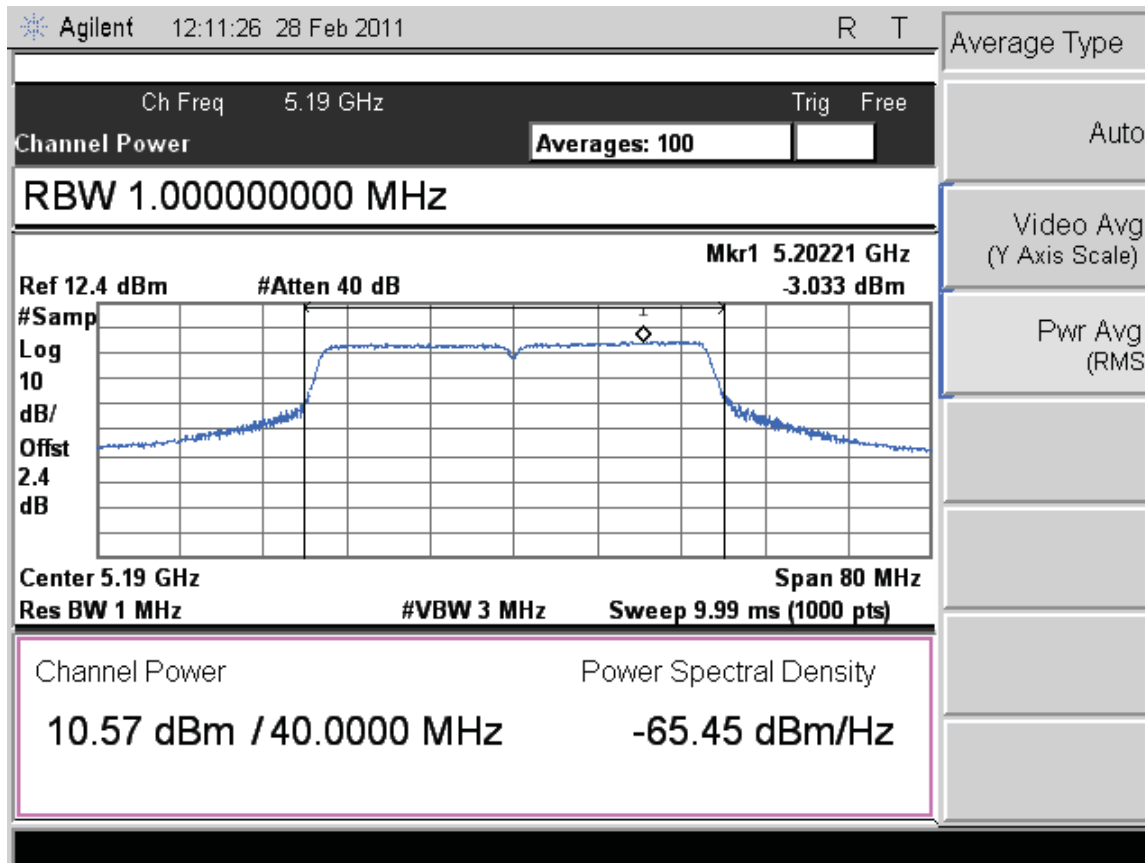 Agilent 12:11:26 28 Feb 2011 R T
Average Type
Ch Freq 5.19 GHz Trig Free
Channel Power Averages: 100
Auto
RBW 1.000000000 MHz
Video Avg
(Y Axis Scale)
Mkr1 5.20221 GHz
Ref 12.4 dBm #Atten 40 dB -3.033 dBm
#Samp
Log
10
dB/
Offst
2.4
dB
1
Pwr Avg
(RMS
Center 5.19 GHz Span 80 MHz
Res BW 1 MHz #VBW 3 MHz Sweep 9.99 ms (1000 pts)
Channel Power Power Spectral Density
10.57 dBm / 40.0000 MHz -65.45 dBm/Hz